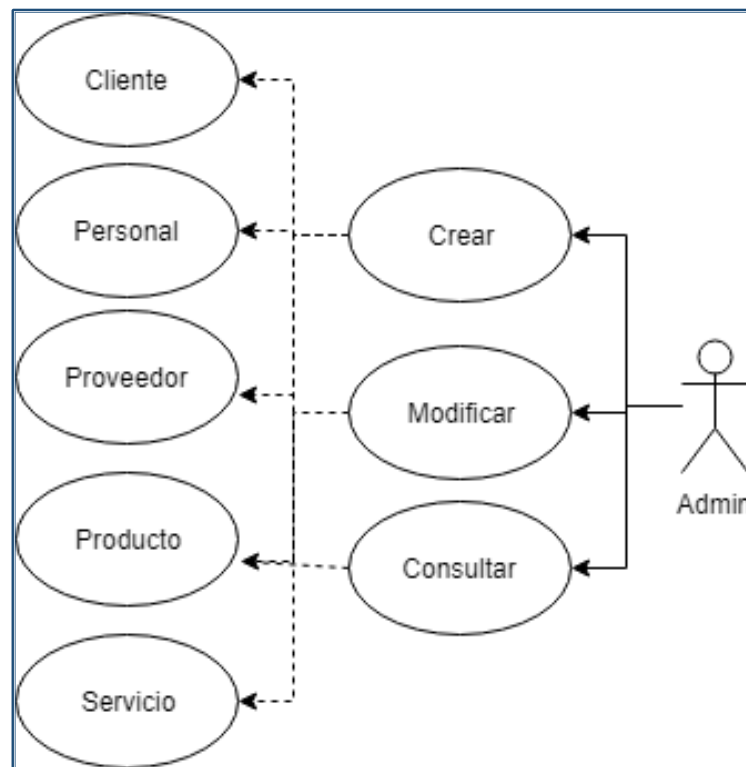 Cliente
Personal
Crear
Proveedor
Modificar
Admin
Producto
Consultar
Servicio